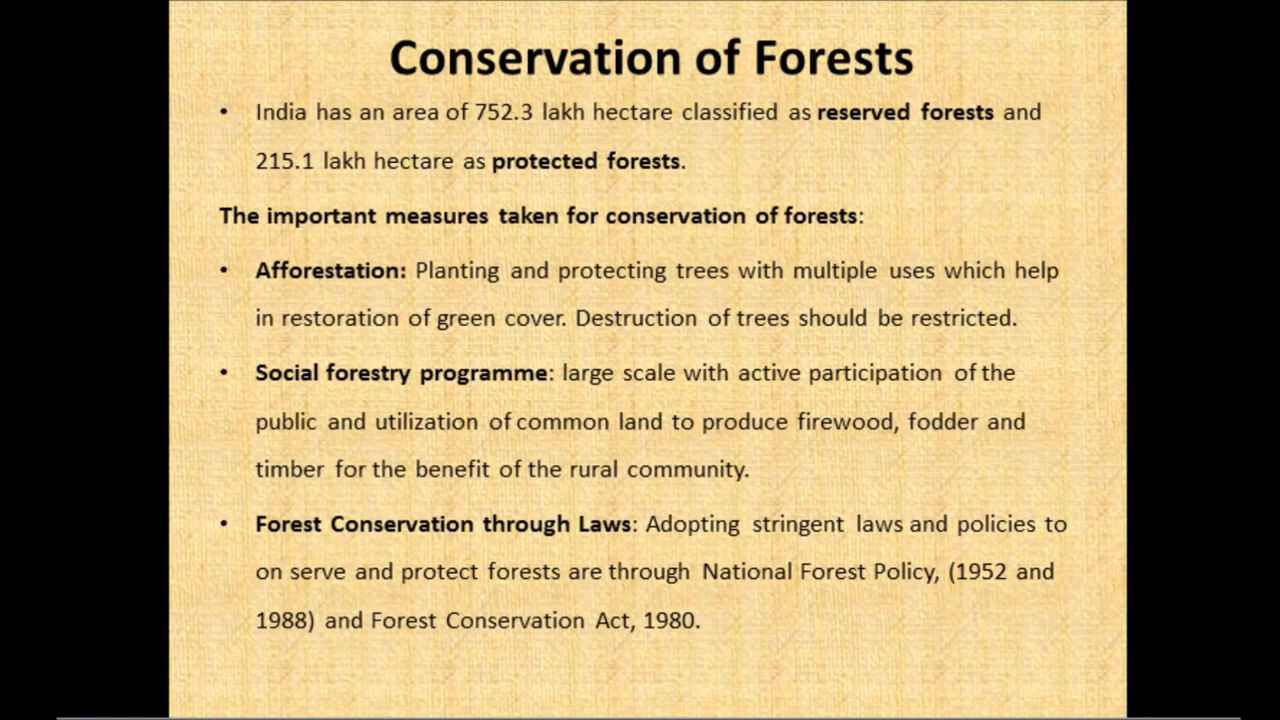 Conservation of Forests
• India has an area of 752.3 lakh hectare classified as reserved forests and
215.1 lakh hectare as protected forests.
The important measures taken for conservation of forests:
• Afforestation: Planting and protecting trees with multiple uses which help
in restoration of green cover. Destruction of trees should be restricted.
• Social forestry programme: large scale with active participation of the
public and utilization of common land to produce firewood, fodder and
timber for the benefit of the rural community.
• Forest Conservation through Laws: Adopting stringent laws and policies to
on serve and protect forests are through National Forest Policy, (1952 and
1988) and Forest Conservation Act, 1980.